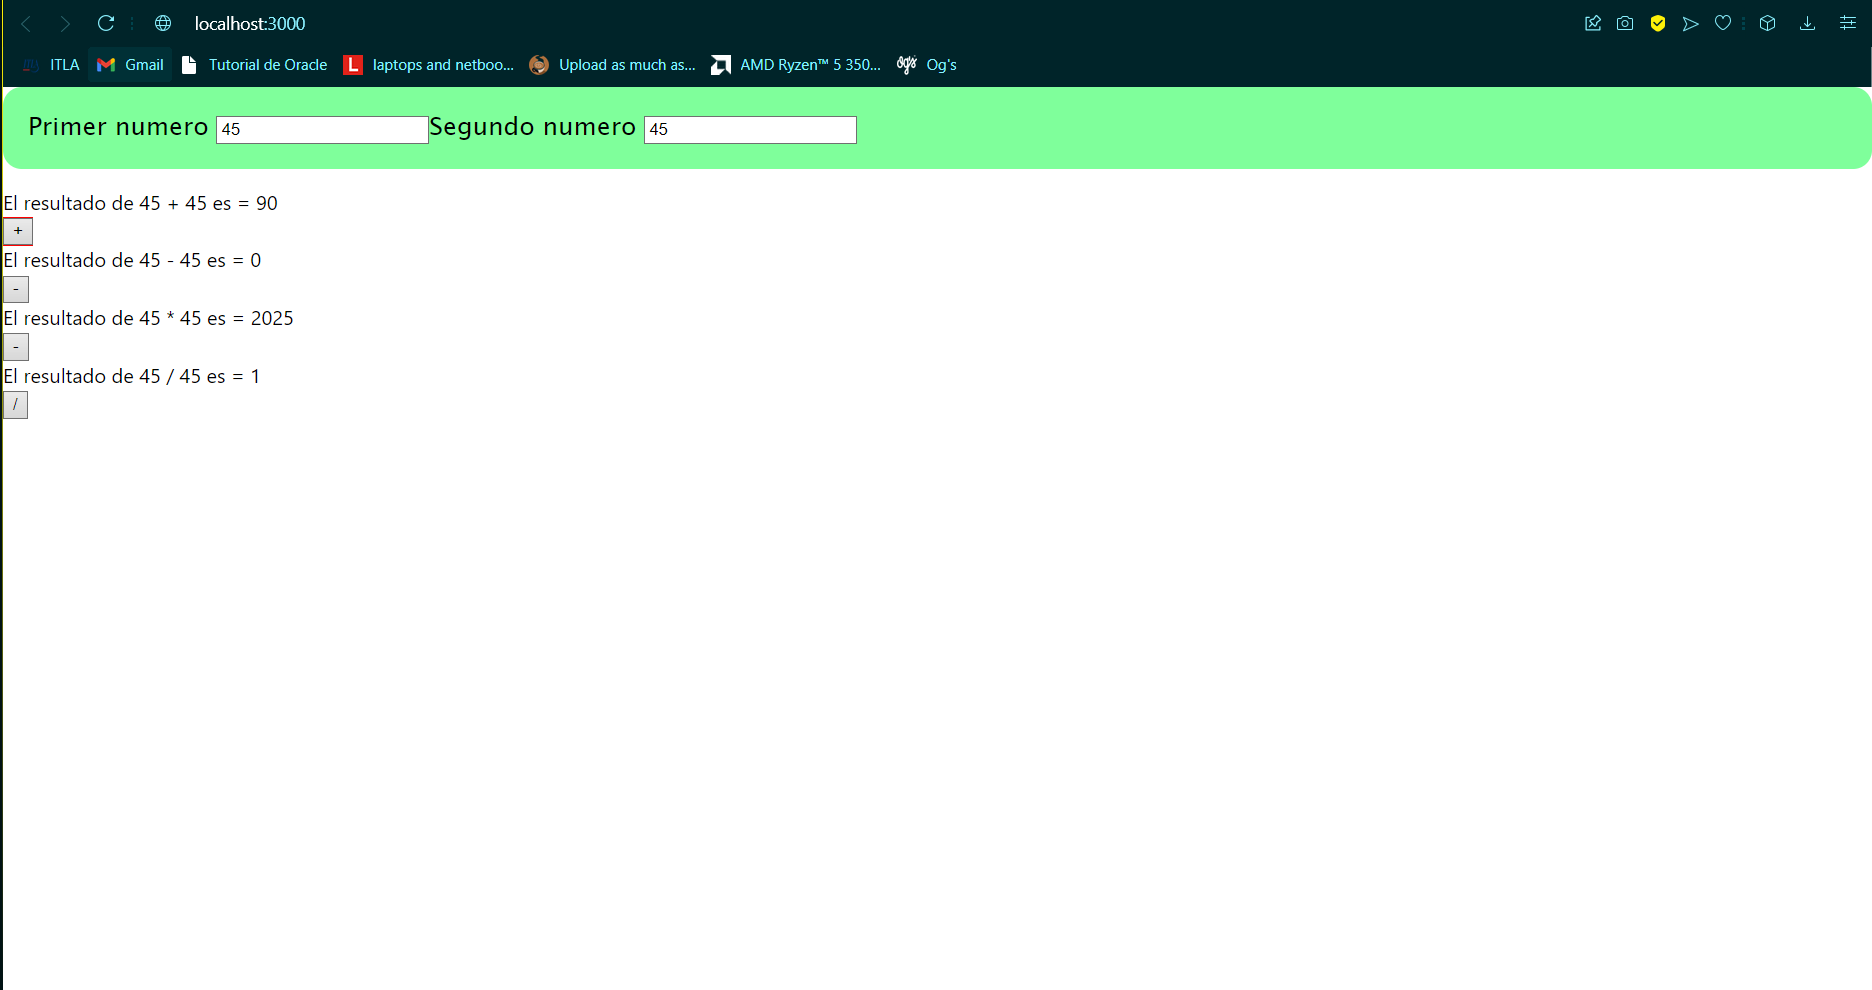 localhost:3000
ITLA Gmail Tutorial de Oracle L laptops and netboo... Upload as much as... AMD Ryzen™ 5 350... Og's Og's
Primer numero 45 Segundo numero 45
El resultado de 45 + 45 es = 90
+
El resultado de 45 - 45 es = 0
-
El resultado de 45 * 45 es = 2025
-
El resultado de 45 / 45 es = 1
/